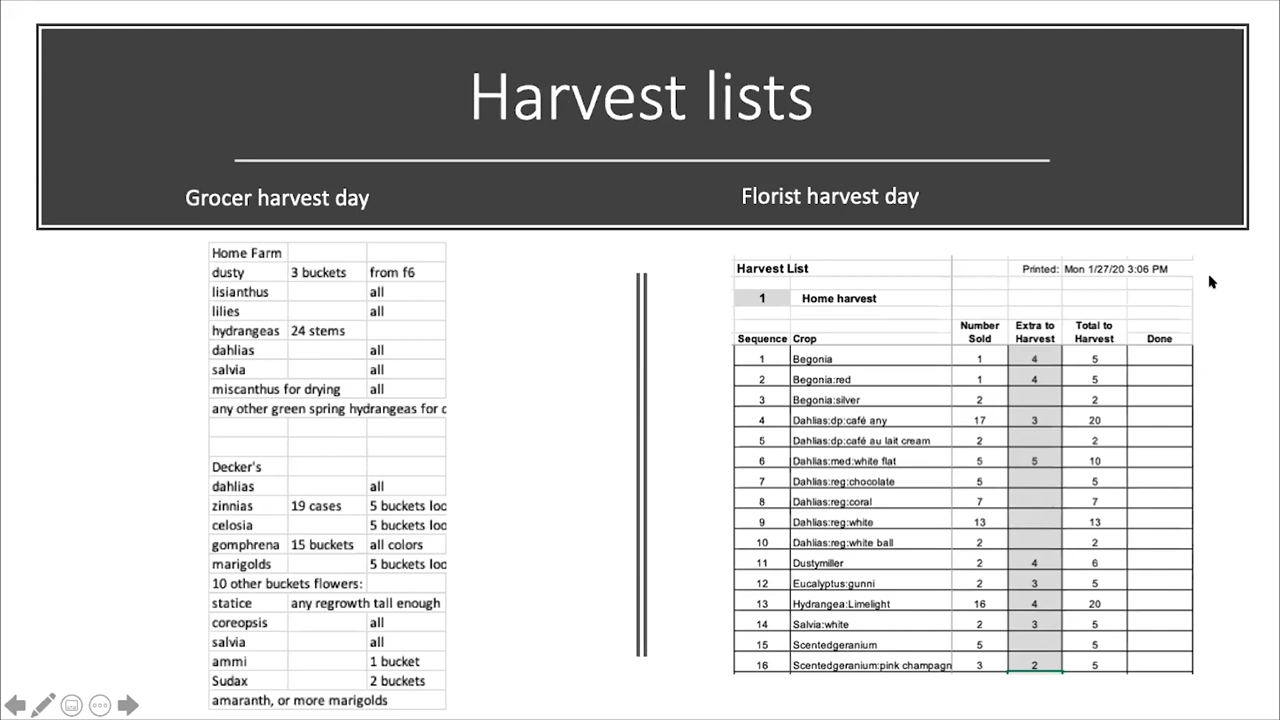 Harvest lists
Grocer harvest day
Florist harvest day
Home Farm
dusty 3 buckets from f6
lisianthus all
lilies all
hydrangeas 24 stems
dahlias all
salvia all
miscanthus for drying all
any other green spring hydrangeas for
Decker's
dahlias all
zinnias 19 cases 5 buckets loo
celosia 5 buckets loo
gomphrena 15 buckets all colors
marigolds 5 buckets loo
10 other buckets flowers:
statice any regrowth tall enough
coreopsis all
salvia all
ammi 1 bucket
Sudax 2 buckets
amaranth, or more marigolds
Harvest List Printed: Mon 1/27/20 3:06 PM
1 Home harvest
Sequence Crop Number Sold Extra to Harvest Total to Harvest Done
1 Begonia 1 4 5
2 Begonia:red 1 4 5
3 Begonia:silver 2 2
4 Dahlias:dp:café any 17 3 20
5 Dahlias:dp:café au lait cream 2 2
6 Dahlias:med:white flat 5 5 10
7 Dahlias:reg:chocolate 5 5
8 Dahlias:reg:coral 7 7
9 Dahlias:reg:white 13 13
10 Dahlias:reg:white ball 2 2
11 Dustymiller 2 4 6
12 Eucalyptus:gunni 2 3 5
13 Hydrangea:Limelight 16 4 20
14 Salvia:white 2 3 5
15 Scentedgeranium 5 5
16 Scentedgeranium:pink champagn 3 2 5